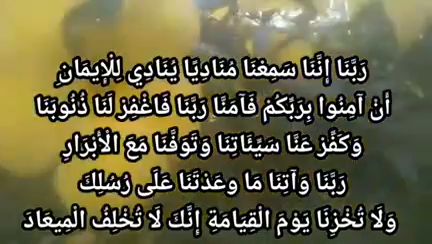 رَبَّنَا إِنَّنَا سَمِعْنَا مُنَادِيًا يُنَادِي لِلْإِيمَانِ
أَنْ آمِنُوا بِرَبِّكُمْ فَآمَنَّا رَبَّنَا فَاغْفِرْ لَنَا ذُنُوبَنَا
وَكَفِّرْ عَنَّا سَيِّئَاتِنَا وَتَوَفَّنَا مَعَ الْأَبْرَارِ
رَبَّنَا وَآتِنَا مَا وَعَدْتَنَا عَلَى رُسُلِكَ
وَلَا تُخْزِنَا يَوْمَ الْقِيَامَةِ إِنَّكَ لَا تُخْلِفُ الْمِيعَادَ